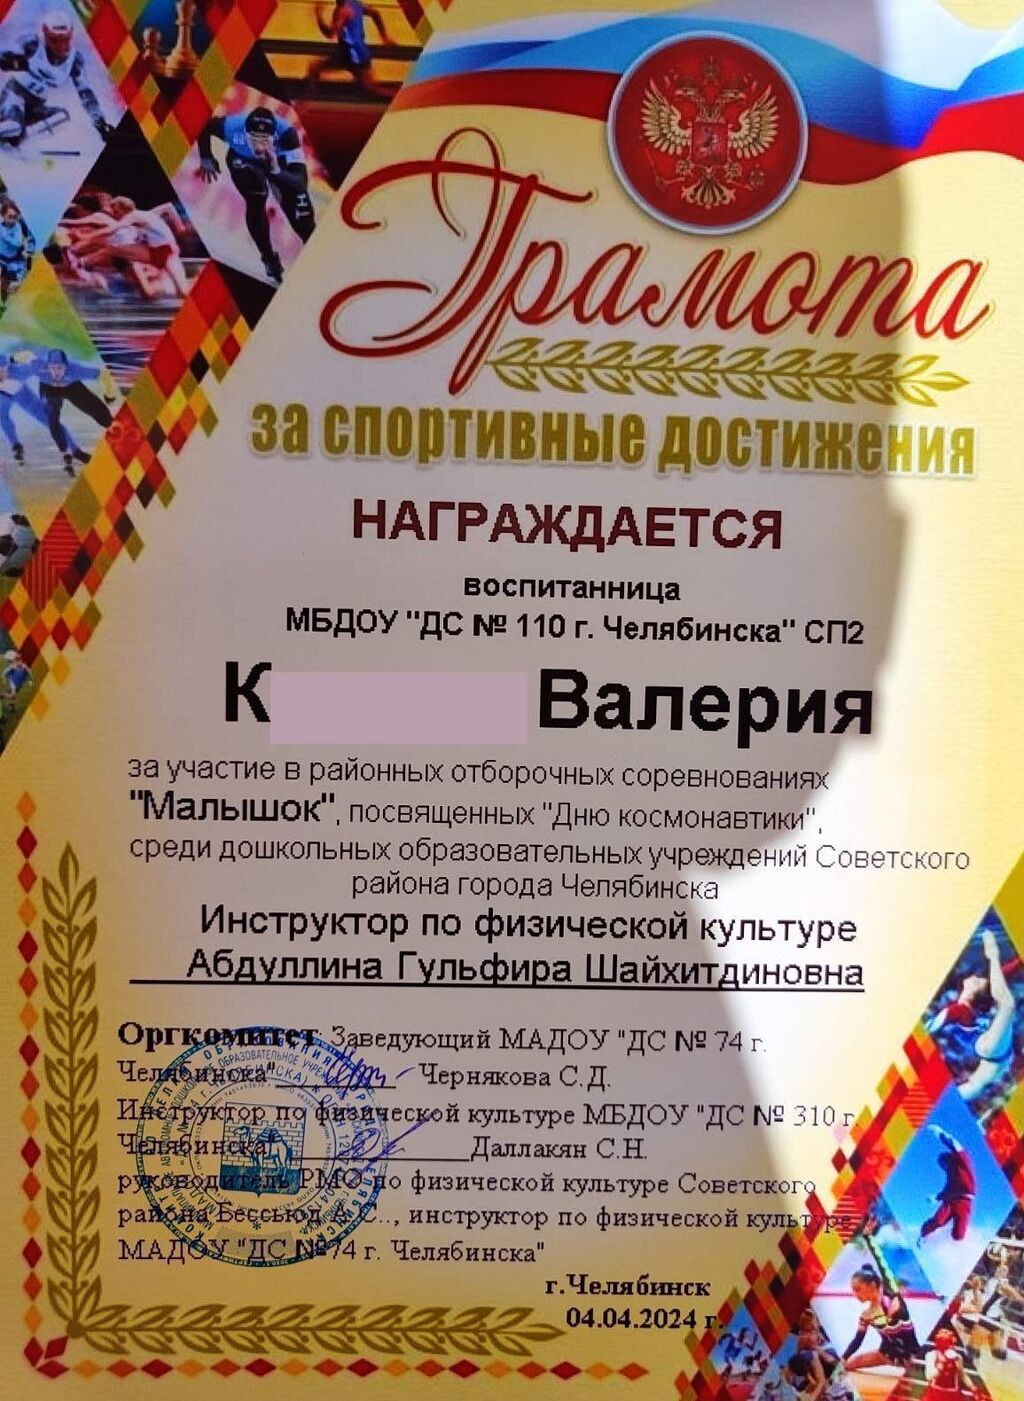 Грамота
за спортивные достижения
НАГРАЖДАЕТСЯ
воспитанница
МБДОУ "ДС № 110 г. Челябинска" СП2
К Валерия
за участие в районных отборочных соревнованиях
"Малышок", посвященных "Дню космонавтики",
среди дошкольных образовательных учреждений Советского
района города Челябинска
Инструктор по физической культуре
Абдуллина Гульфира Шайхитдиновна
Оргкомитет: Заведующий МАДОУ "ДС № 74 г.
Челябинска" Чернякова С.Д.
Инструктор по физической культуре МБДОУ "ДС № 310 г.
Челябинска" Даллакян С.Н.
руководитель РМО по физической культуре Советского
района А.С.., инструктор по физической культуре
МАДОУ "ДС №74 г. Челябинска"
г.Челябинск
04.04.2024 г.